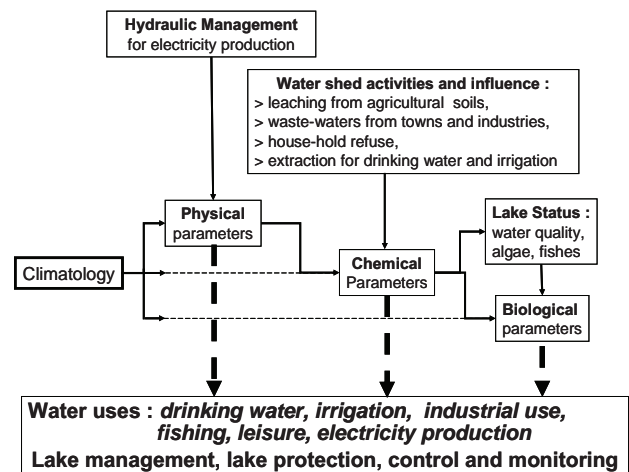 Hydraulic Management
for electricity production
Water shed activities and influence :
> leaching from agricultural soils,
> waste-waters from towns and industries,
> house-hold refuse,
> extraction for drinking water and irrigation
Physical
parameters
Lake Status :
water quality,
algae, fishes
Climatology
Chemical
Parameters
Biological
parameters
Water uses : drinking water, irrigation, industrial use,
fishing, leisure, electricity production
Lake management, lake protection, control and monitoring